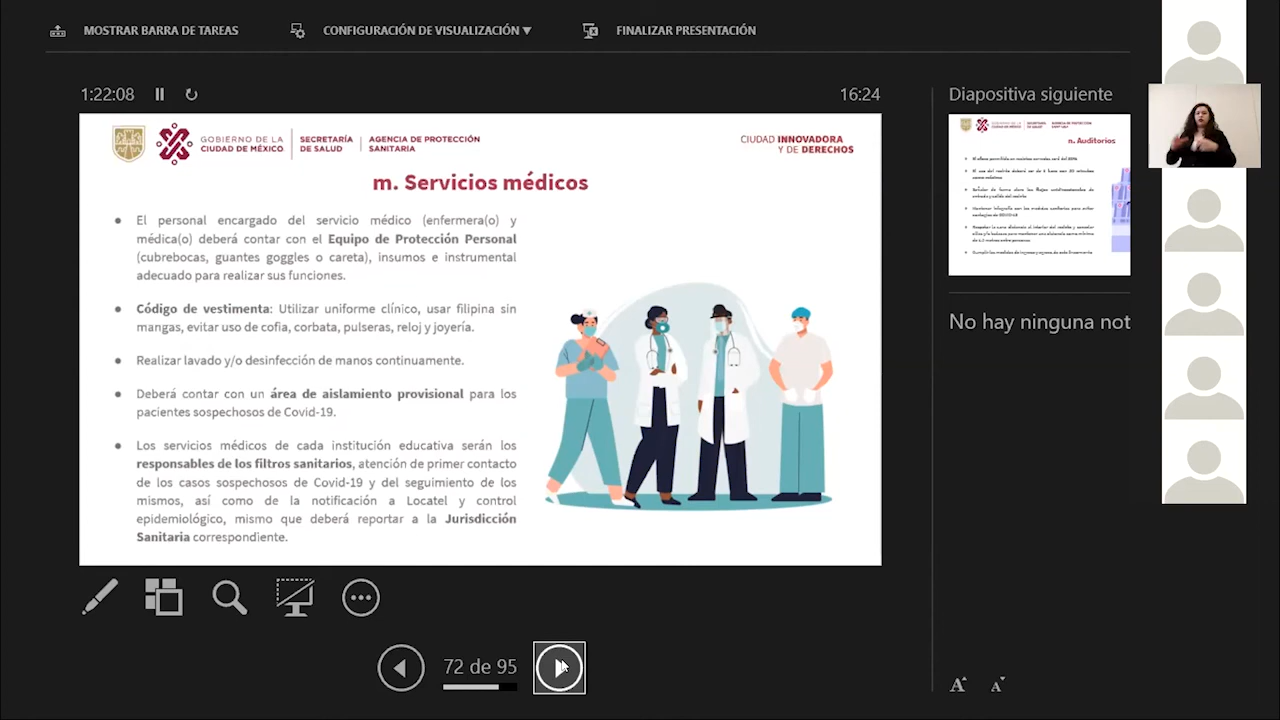 MOSTRAR BARRA DE TAREAS
CONFIGURACIÓN DE VISUALIZACIÓN ▼
FINALIZAR PRESENTACIÓN
1:22:08
16:24
Diapositiva siguiente
GOBIERNO DE LA
CIUDAD DE MÉXICO
SECRETARÍA
DE SALUD
AGENCIA DE PROTECCIÓN
SANITARIA
CIUDAD INNOVADORA
Y DE DERECHOS
m. Servicios médicos
• El personal encargado del servicio médico (enfermera(o) y
médica(o) deberá contar con el Equipo de Protección Personal
(cubrebocas, guantes goggles o careta), insumos e instrumental
adecuado para realizar sus funciones.
• Código de vestimenta: Utilizar uniforme clínico, usar filipina sin
mangas, evitar uso de cofia, corbata, pulseras, reloj y joyería.
• Realizar lavado y/o desinfección de manos continuamente.
• Deberá contar con un área de aislamiento provisional para los
pacientes sospechosos de Covid-19.
• Los servicios médicos de cada institución educativa serán los
responsables de los filtros sanitarios, atención de primer contacto
de los casos sospechosos de Covid-19 y del seguimiento de los
mismos, así como de la notificación a Locatel y control
epidemiológico, mismo que deberá reportar a la Jurisdicción
Sanitaria correspondiente.
n. Auditorios
No hay ninguna not
72 de 95
A A